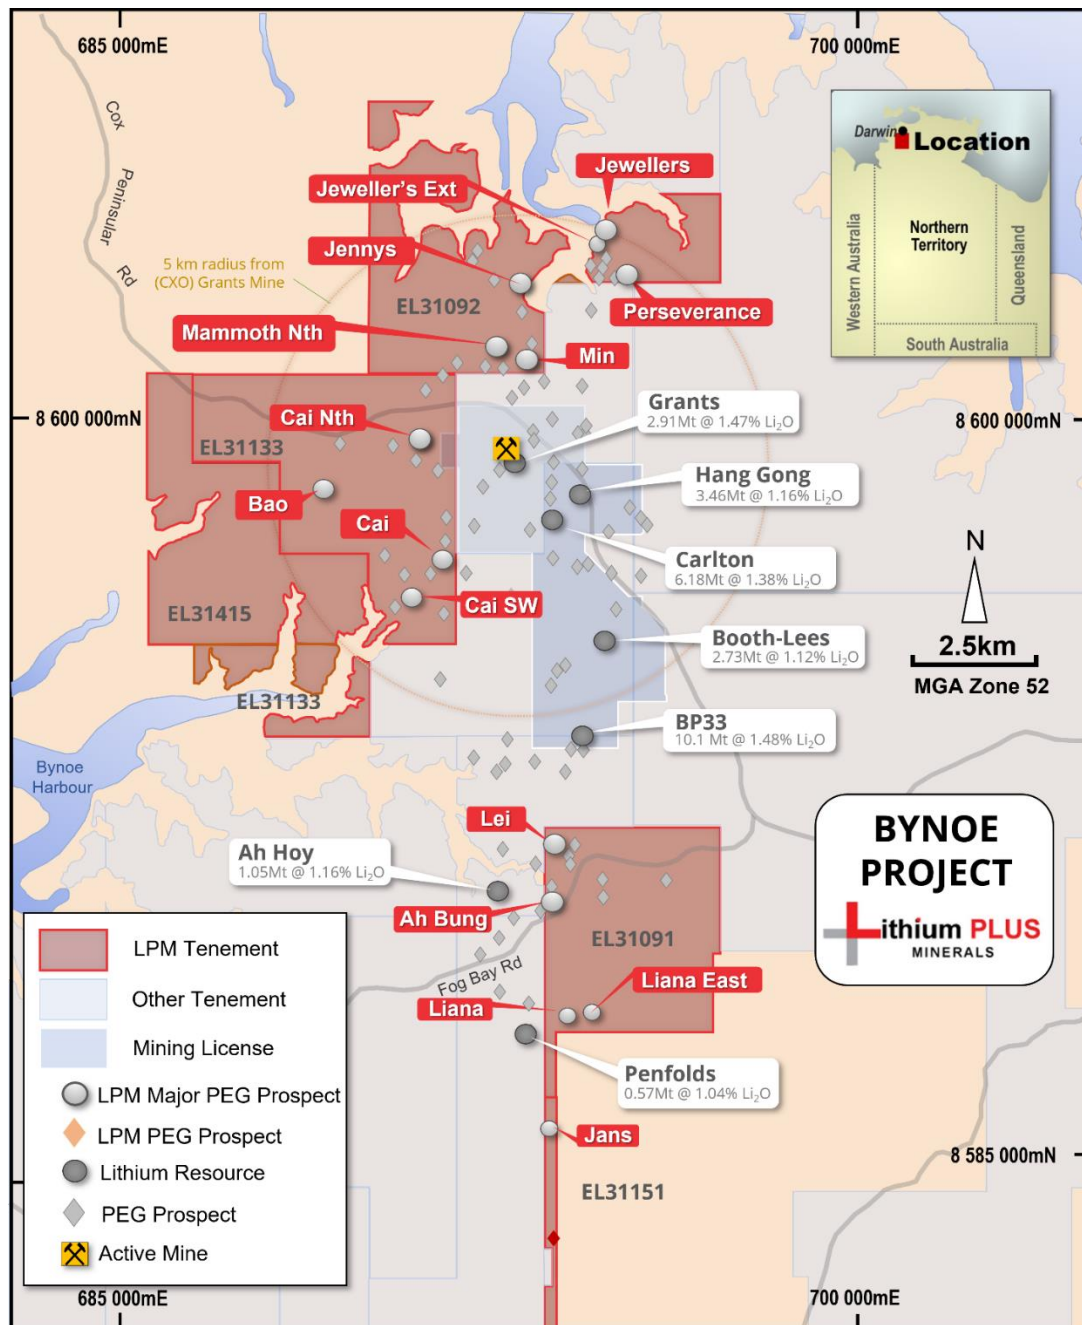 685 000mE
700 000mE
Cox
Peninsular
Rd
Darwin
Location
Western Australia
Northern
Territory
Queensland
South Australia
Jewellers
Jeweller's Ext
Jennys
5 km radius from
(CXO) Grants Mine
EL31092
Perseverance
Mammoth Nth
Min
8 600 000mN
8 600 000mN
Cai Nth
Grants
2.91Mt @ 1.47% Li₂O
EL31133
Hang Gong
3.46Mt @ 1.16% Li₂O
Bao
Cai
Carlton
6.18Mt @ 1.38% Li₂O
N
2.5km
MGA Zone 52
EL31415
Cai SW
Booth-Lees
2.73Mt @ 1.12% Li₂O
EL31133
BP33
10.1 Mt @ 1.48% Li₂O
Bynoe
Harbour
Lei
Ah Hoy
1.05Mt @ 1.16% Li₂O
BYNOE
PROJECT
Lithium PLUS
MINERALS
Ah Bung
EL31091
Fog Bay Rd
Liana East
Liana
Penfolds
0.57Mt @ 1.04% Li₂O
Jans
8 585 000mN
EL31151
LPM Tenement
Other Tenement
Mining License
LPM Major PEG Prospect
LPM PEG Prospect
Lithium Resource
PEG Prospect
Active Mine
685 000mE
700 000mE